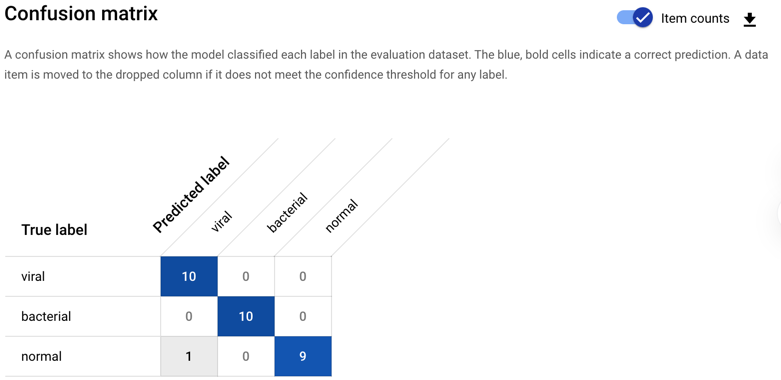 Confusion matrix
Item counts
A confusion matrix shows how the model classified each label in the evaluation dataset. The blue, bold cells indicate a correct prediction. A data
item is moved to the dropped column if it does not meet the confidence threshold for any label.
True label
Predicted label
viral
bacterial
normal
viral 10 0 0
bacterial 0 10 0
normal 1 0 9